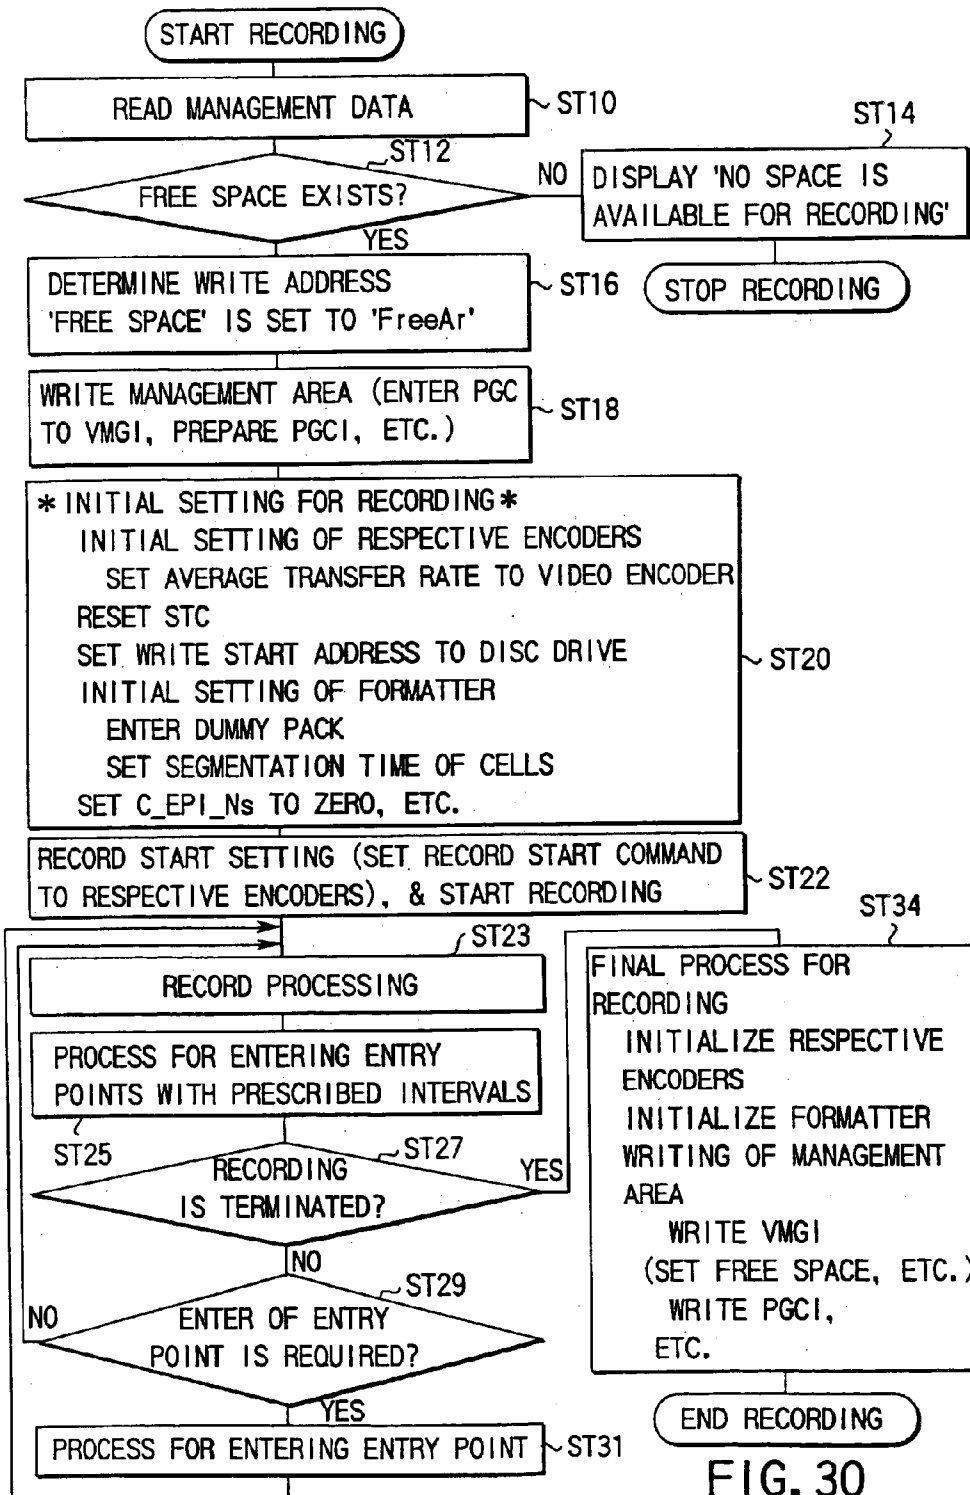 START RECORDING
READ MANAGEMENT DATA
ST10
ST12
FREE SPACE EXISTS?
NO
YES
ST14
DISPLAY 'NO SPACE IS
AVAILABLE FOR RECORDING'
STOP RECORDING
DETERMINE WRITE ADDRESS
'FREE SPACE' IS SET TO 'FreeAr'
ST16
WRITE MANAGEMENT AREA (ENTER PGC
TO VMGI, PREPARE PGCI, ETC.)
ST18
* INITIAL SETTING FOR RECORDING *
INITIAL SETTING OF RESPECTIVE ENCODERS
SET AVERAGE TRANSFER RATE TO VIDEO ENCODER
RESET STC
SET WRITE START ADDRESS TO DISC DRIVE
INITIAL SETTING OF FORMATTER
ENTER DUMMY PACK
SET SEGMENTATION TIME OF CELLS
SET C_EPI_Ns TO ZERO, ETC.
ST20
RECORD START SETTING (SET RECORD START COMMAND
TO RESPECTIVE ENCODERS), & START RECORDING
ST22
ST23
RECORD PROCESSING
PROCESS FOR ENTERING ENTRY
POINTS WITH PRESCRIBED INTERVALS
ST25
ST27
RECORDING
IS TERMINATED?
YES
NO
ST29
ENTER OF ENTRY
POINT IS REQUIRED?
NO
YES
PROCESS FOR ENTERING ENTRY POINT
ST31
ST34
FINAL PROCESS FOR
RECORDING
INITIALIZE RESPECTIVE
ENCODERS
INITIALIZE FORMATTER
WRITING OF MANAGEMENT
AREA
WRITE VMGI
(SET FREE SPACE, ETC.)
WRITE PGCI,
ETC.
END RECORDING
FIG. 30